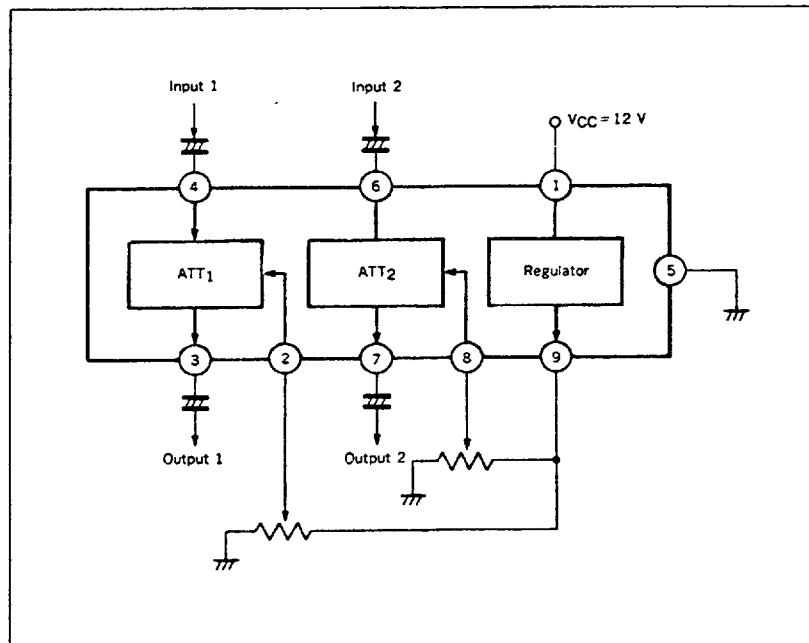 Input 1
Input 2
VCC = 12 V
4
6
1
ATT1
ATT2
Regulator
5
3
2
7
8
9
Output 1
Output 2